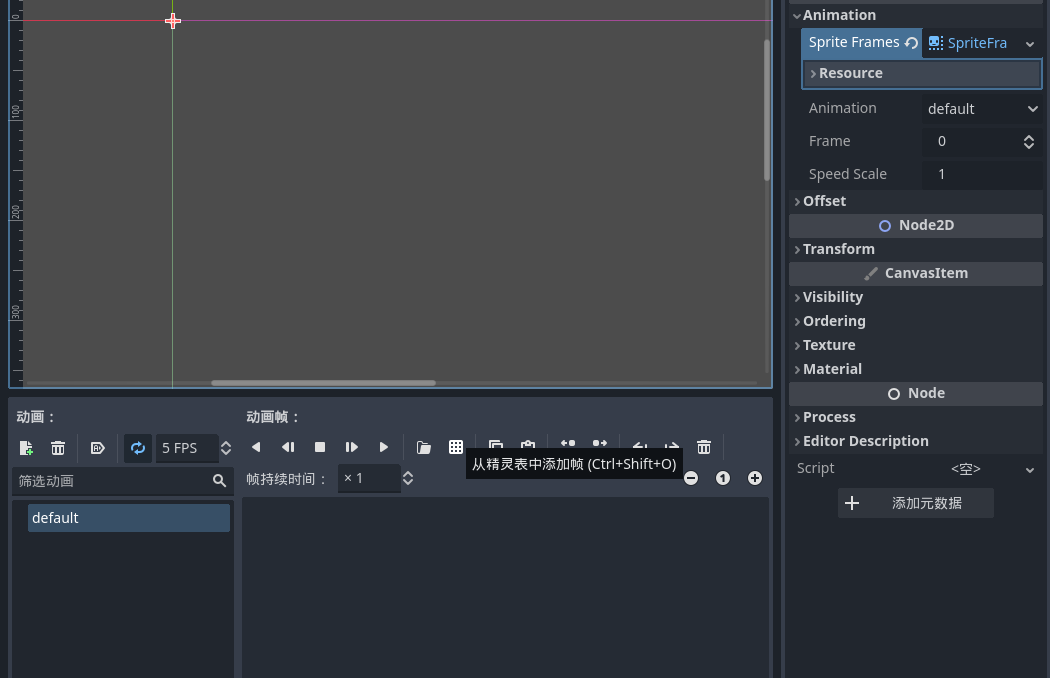 0
100
200
300
Animation
Sprite Frames
SpriteFra
Resource
Animation
default
Frame
0
Speed Scale
1
Offset
Node2D
Transform
CanvasItem
Visibility
Ordering
Texture
Material
Node
Process
Editor Description
Script
<空>
添加元数据
动画：
动画帧：
5 FPS
从精灵表中添加帧 (Ctrl+Shift+O)
筛选动画
帧持续时间：
× 1
1
default